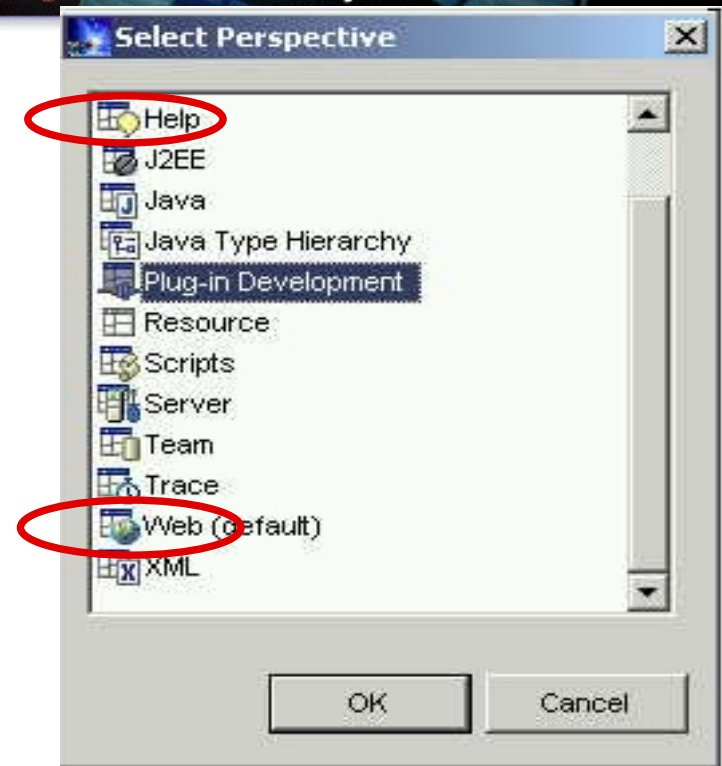 Select Perspective
Help
J2EE
Java
Java Type Hierarchy
Plug-in Development
Resource
Scripts
Server
Team
Trace
Web (default)
XML
OK
Cancel